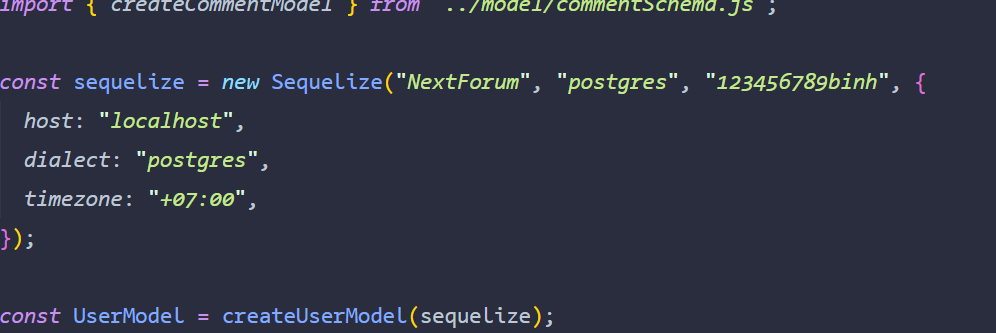 import { createCommentModel } from "../model/commentSchema.js";
const sequelize = new Sequelize("NextForum", "postgres", "123456789binh", {
host: "localhost",
dialect: "postgres",
timezone: "+07:00",
});
const UserModel = createUserModel(sequelize);